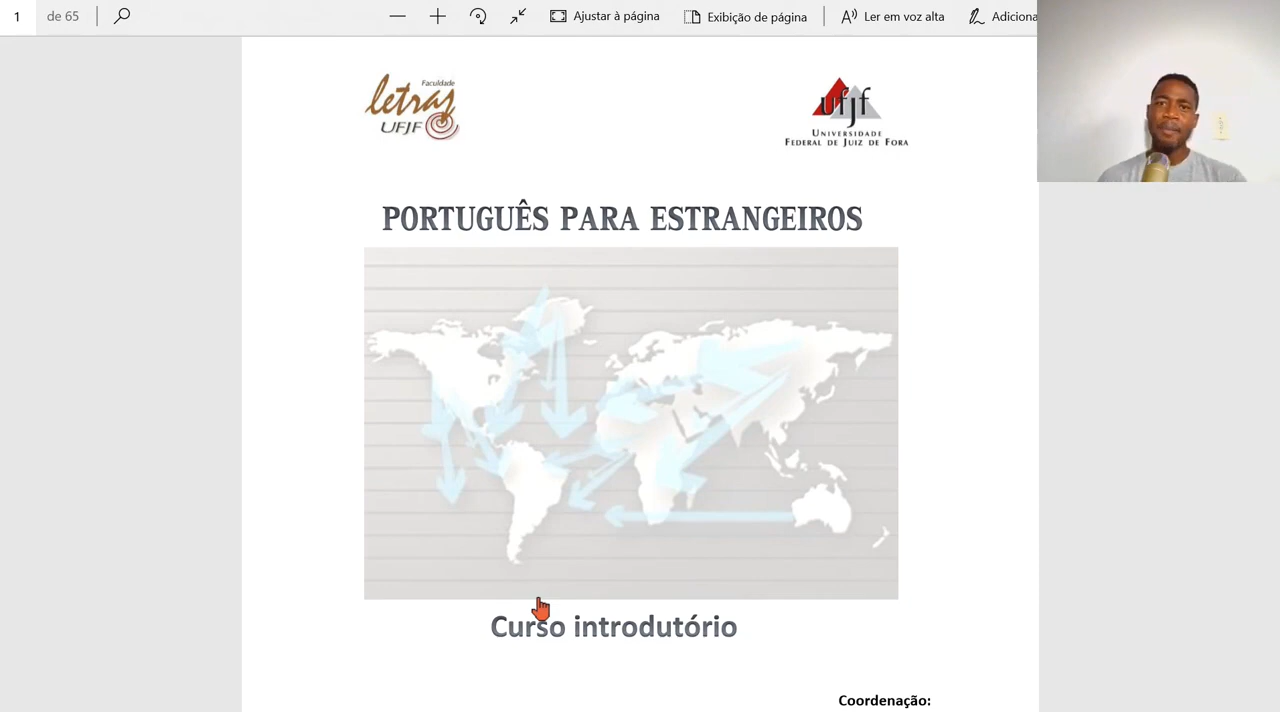 1 de 65 Ajustar à página Exibição de página Ler em voz alta Adiciona
Faculdade
letras
UFJF
ufjf
UNIVERSIDADE
FEDERAL DE JUIZ DE FORA
PORTUGUÊS PARA ESTRANGEIROS
Curso introdutório
Coordenação: